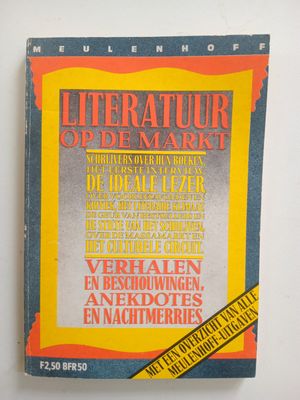 MEULENHOFF
LITERATUUR
OP DE MARKT
SCHRIJVERS OVER HUN BOEKEN,
HET EERSTE INTERVIEW,
DE IDEALE LEZER
HET CULTURELE CIRCUIT.
VERHALEN
EN BESCHOUWINGEN,
ANEKDOTES
EN NACHTMERRIES.
MET EEN OVERZICHT VAN ALLE
MEULENHOFF-UITGAVEN
F2,50 BFR50